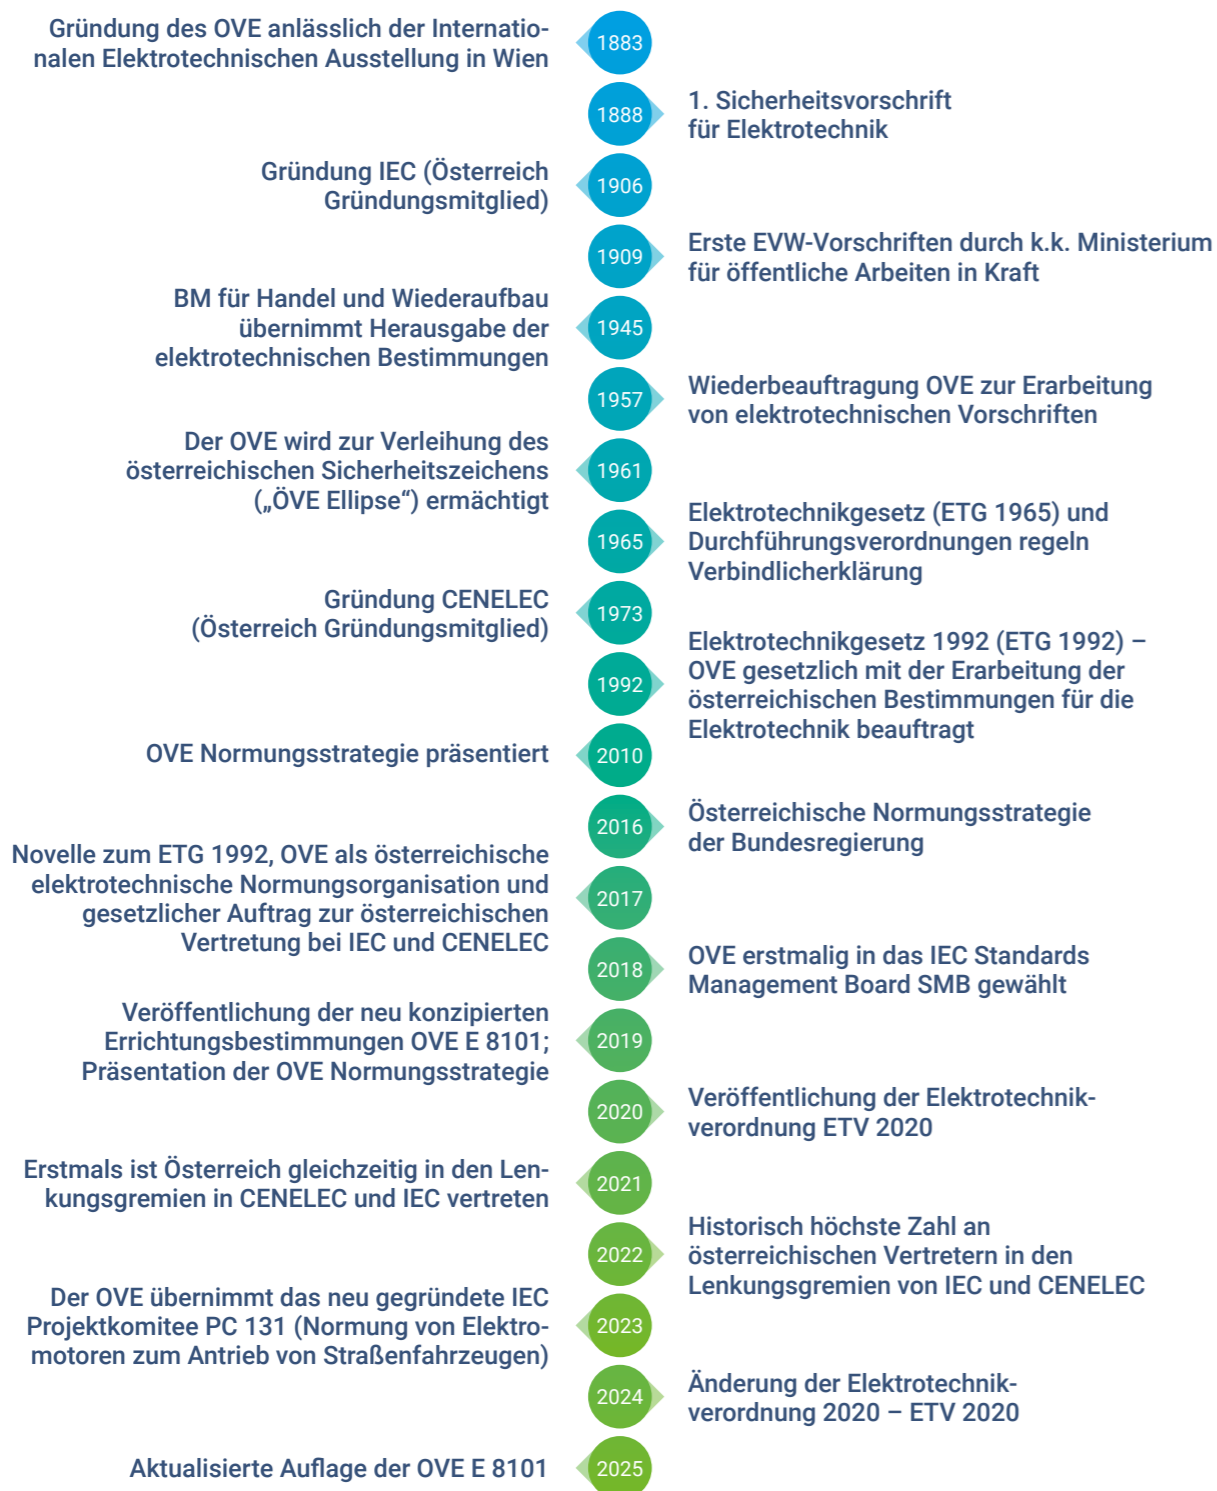 Gründung des OVE anlässlich der Internatio-
nalen Elektrotechnischen Ausstellung in Wien
1883
1888
1. Sicherheitsvorschrift
für Elektrotechnik
Gründung IEC (Österreich
Gründungsmitglied)
1906
1909
Erste EVW-Vorschriften durch k.k. Ministerium
für öffentliche Arbeiten in Kraft
BM für Handel und Wiederaufbau
übernimmt Herausgabe der
elektrotechnischen Bestimmungen
1945
1957
Wiederbeauftragung OVE zur Erarbeitung
von elektrotechnischen Vorschriften
Der OVE wird zur Verleihung des
österreichischen Sicherheitszeichens
(„ÖVE Ellipse“) ermächtigt
1961
1965
Elektrotechnikgesetz (ETG 1965) und
Durchführungsverordnungen regeln
Verbindlicherklärung
Gründung CENELEC
(Österreich Gründungsmitglied)
1973
1992
Elektrotechnikgesetz 1992 (ETG 1992) –
OVE gesetzlich mit der Erarbeitung der
österreichischen Bestimmungen für die
Elektrotechnik beauftragt
OVE Normungsstrategie präsentiert
2010
2016
Österreichische Normungsstrategie
der Bundesregierung
Novelle zum ETG 1992, OVE als österreichische
elektrotechnische Normungsorganisation und
gesetzlicher Auftrag zur österreichischen
Vertretung bei IEC und CENELEC
2017
2018
OVE erstmalig in das IEC Standards
Management Board SMB gewählt
Veröffentlichung der neu konzipierten
Errichtungsbestimmungen OVE E 8101;
Präsentation der OVE Normungsstrategie
2019
2020
Veröffentlichung der Elektrotechnik-
verordnung ETV 2020
Erstmals ist Österreich gleichzeitig in den Len-
kungsgremien in CENELEC und IEC vertreten
2021
2022
Historisch höchste Zahl an
österreichischen Vertretern in den
Lenkungsgremien von IEC und CENELEC
Der OVE übernimmt das neu gegründete IEC
Projektkomitee PC 131 (Normung von Elektro-
motoren zum Antrieb von Straßenfahrzeugen)
2023
2024
Änderung der Elektrotechnik-
verordnung 2020 – ETV 2020
Aktualisierte Auflage der OVE E 8101
2025